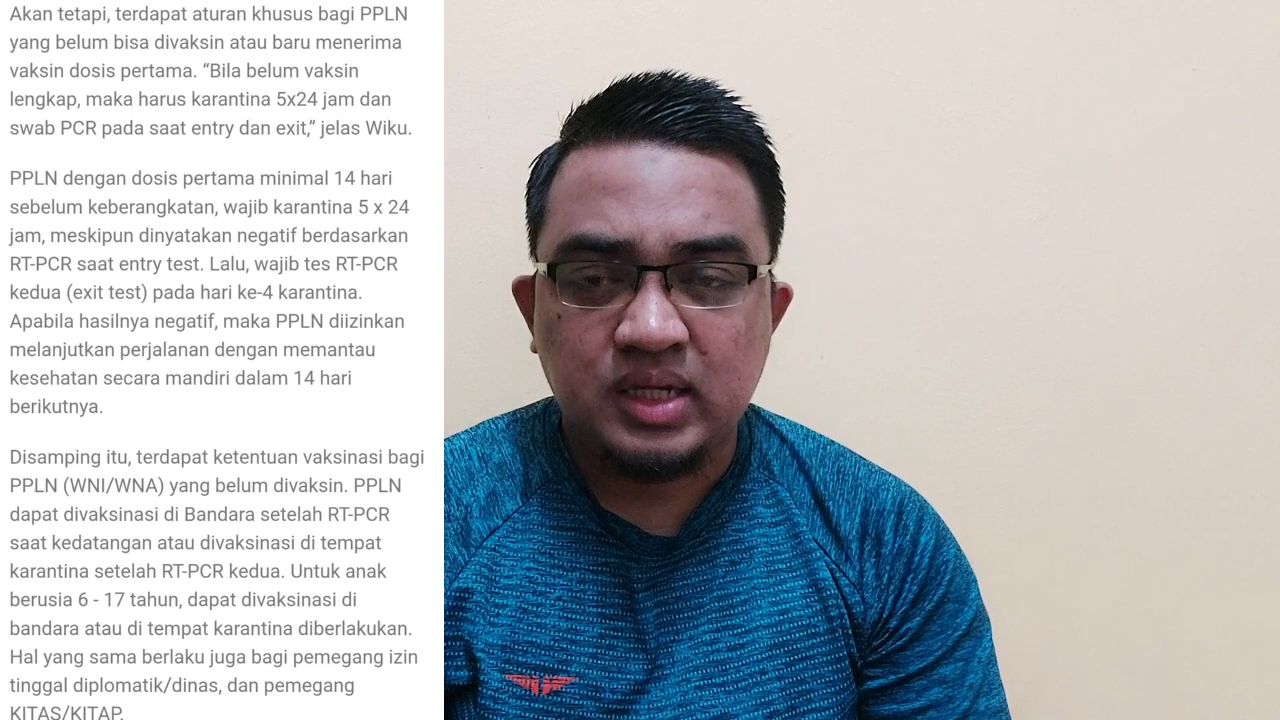 Akan tetapi, terdapat aturan khusus bagi PPLN
yang belum bisa divaksin atau baru menerima
vaksin dosis pertama. “Bila belum vaksin
lengkap, maka harus karantina 5x24 jam dan
swab PCR pada saat entry dan exit,” jelas Wiku.
PPLN dengan dosis pertama minimal 14 hari
sebelum keberangkatan, wajib karantina 5 x 24
jam, meskipun dinyatakan negatif berdasarkan
RT-PCR saat entry test. Lalu, wajib tes RT-PCR
kedua (exit test) pada hari ke-4 karantina.
Apabila hasilnya negatif, maka PPLN diizinkan
melanjutkan perjalanan dengan memantau
kesehatan secara mandiri dalam 14 hari
berikutnya.
Disamping itu, terdapat ketentuan vaksinasi bagi
PPLN (WNI/WNA) yang belum divaksin. PPLN
dapat divaksinasi di Bandara setelah RT-PCR
saat kedatangan atau divaksinasi di tempat
karantina setelah RT-PCR kedua. Untuk anak
berusia 6 - 17 tahun, dapat divaksinasi di
bandara atau di tempat karantina diberlakukan.
Hal yang sama berlaku juga bagi pemegang izin
tinggal diplomatik/dinas, dan pemegang
KITAS/KITAP.